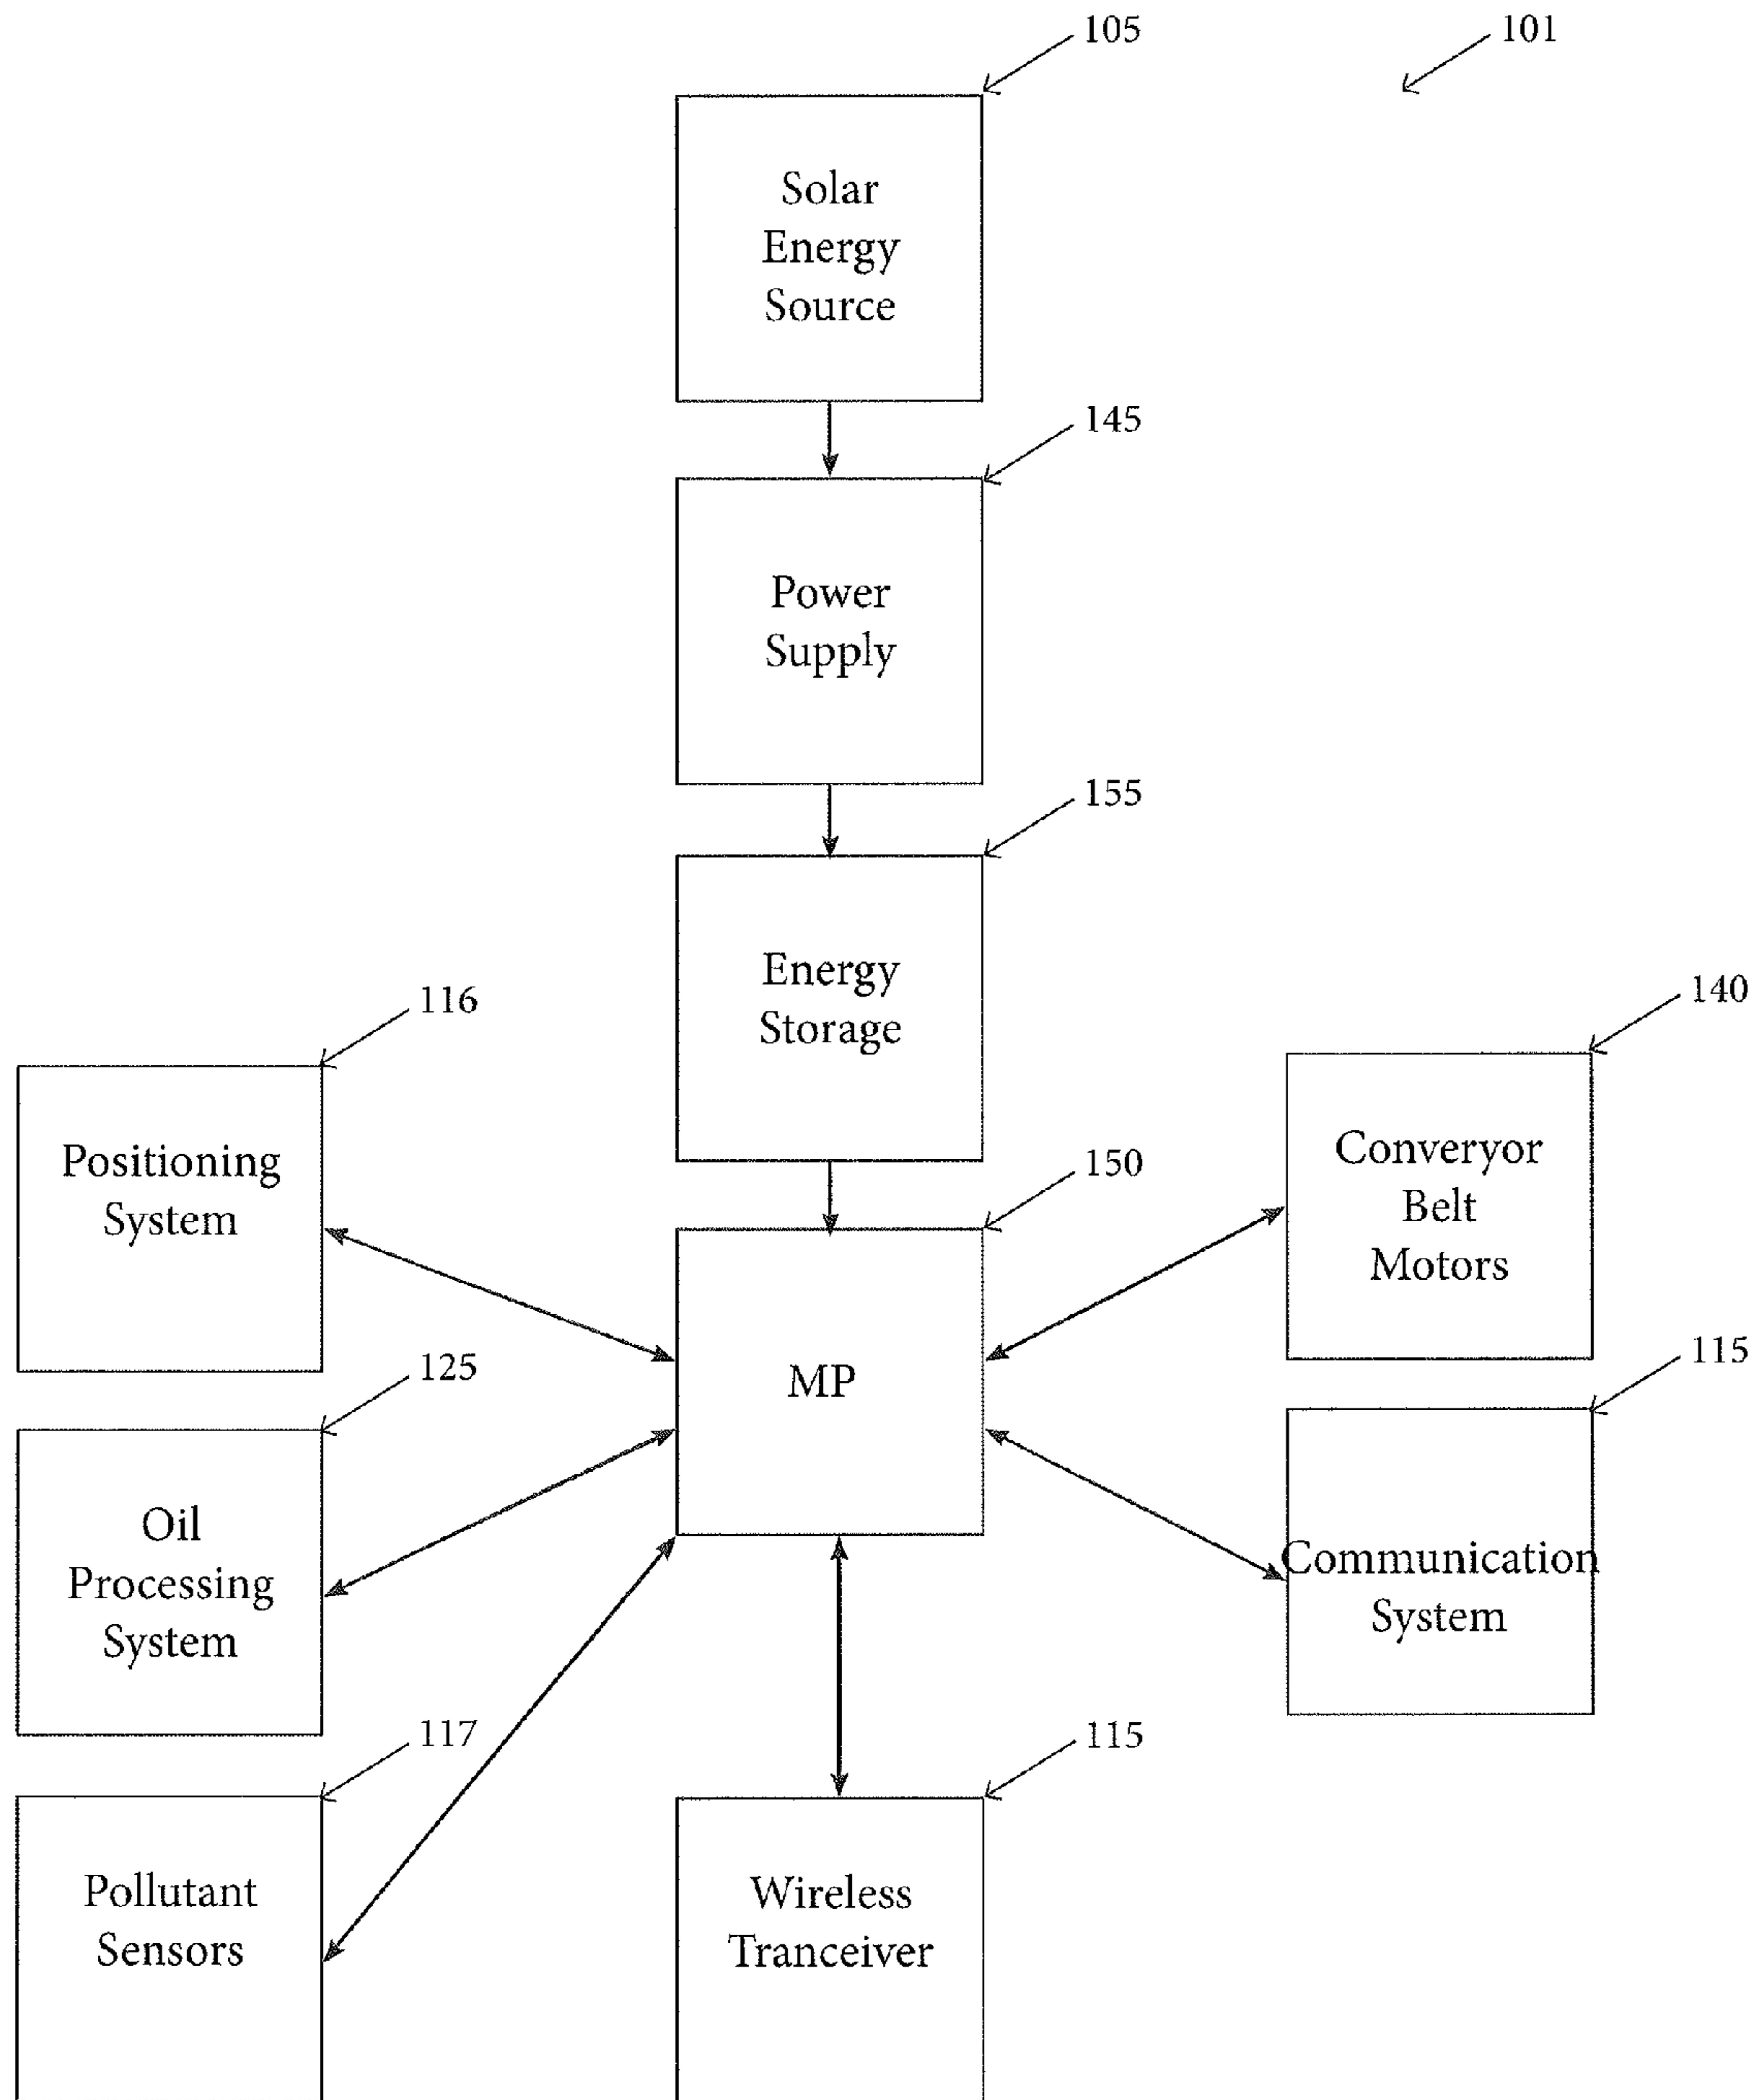 105
101
Solar
Energy
Source
145
Power
Supply
155
Energy
Storage
116
Positioning
System
140
Converyor
Belt
Motors
150
MP
125
Oil
Processing
System
115
Communication
System
117
Pollutant
Sensors
115
Wireless
Tranceiver